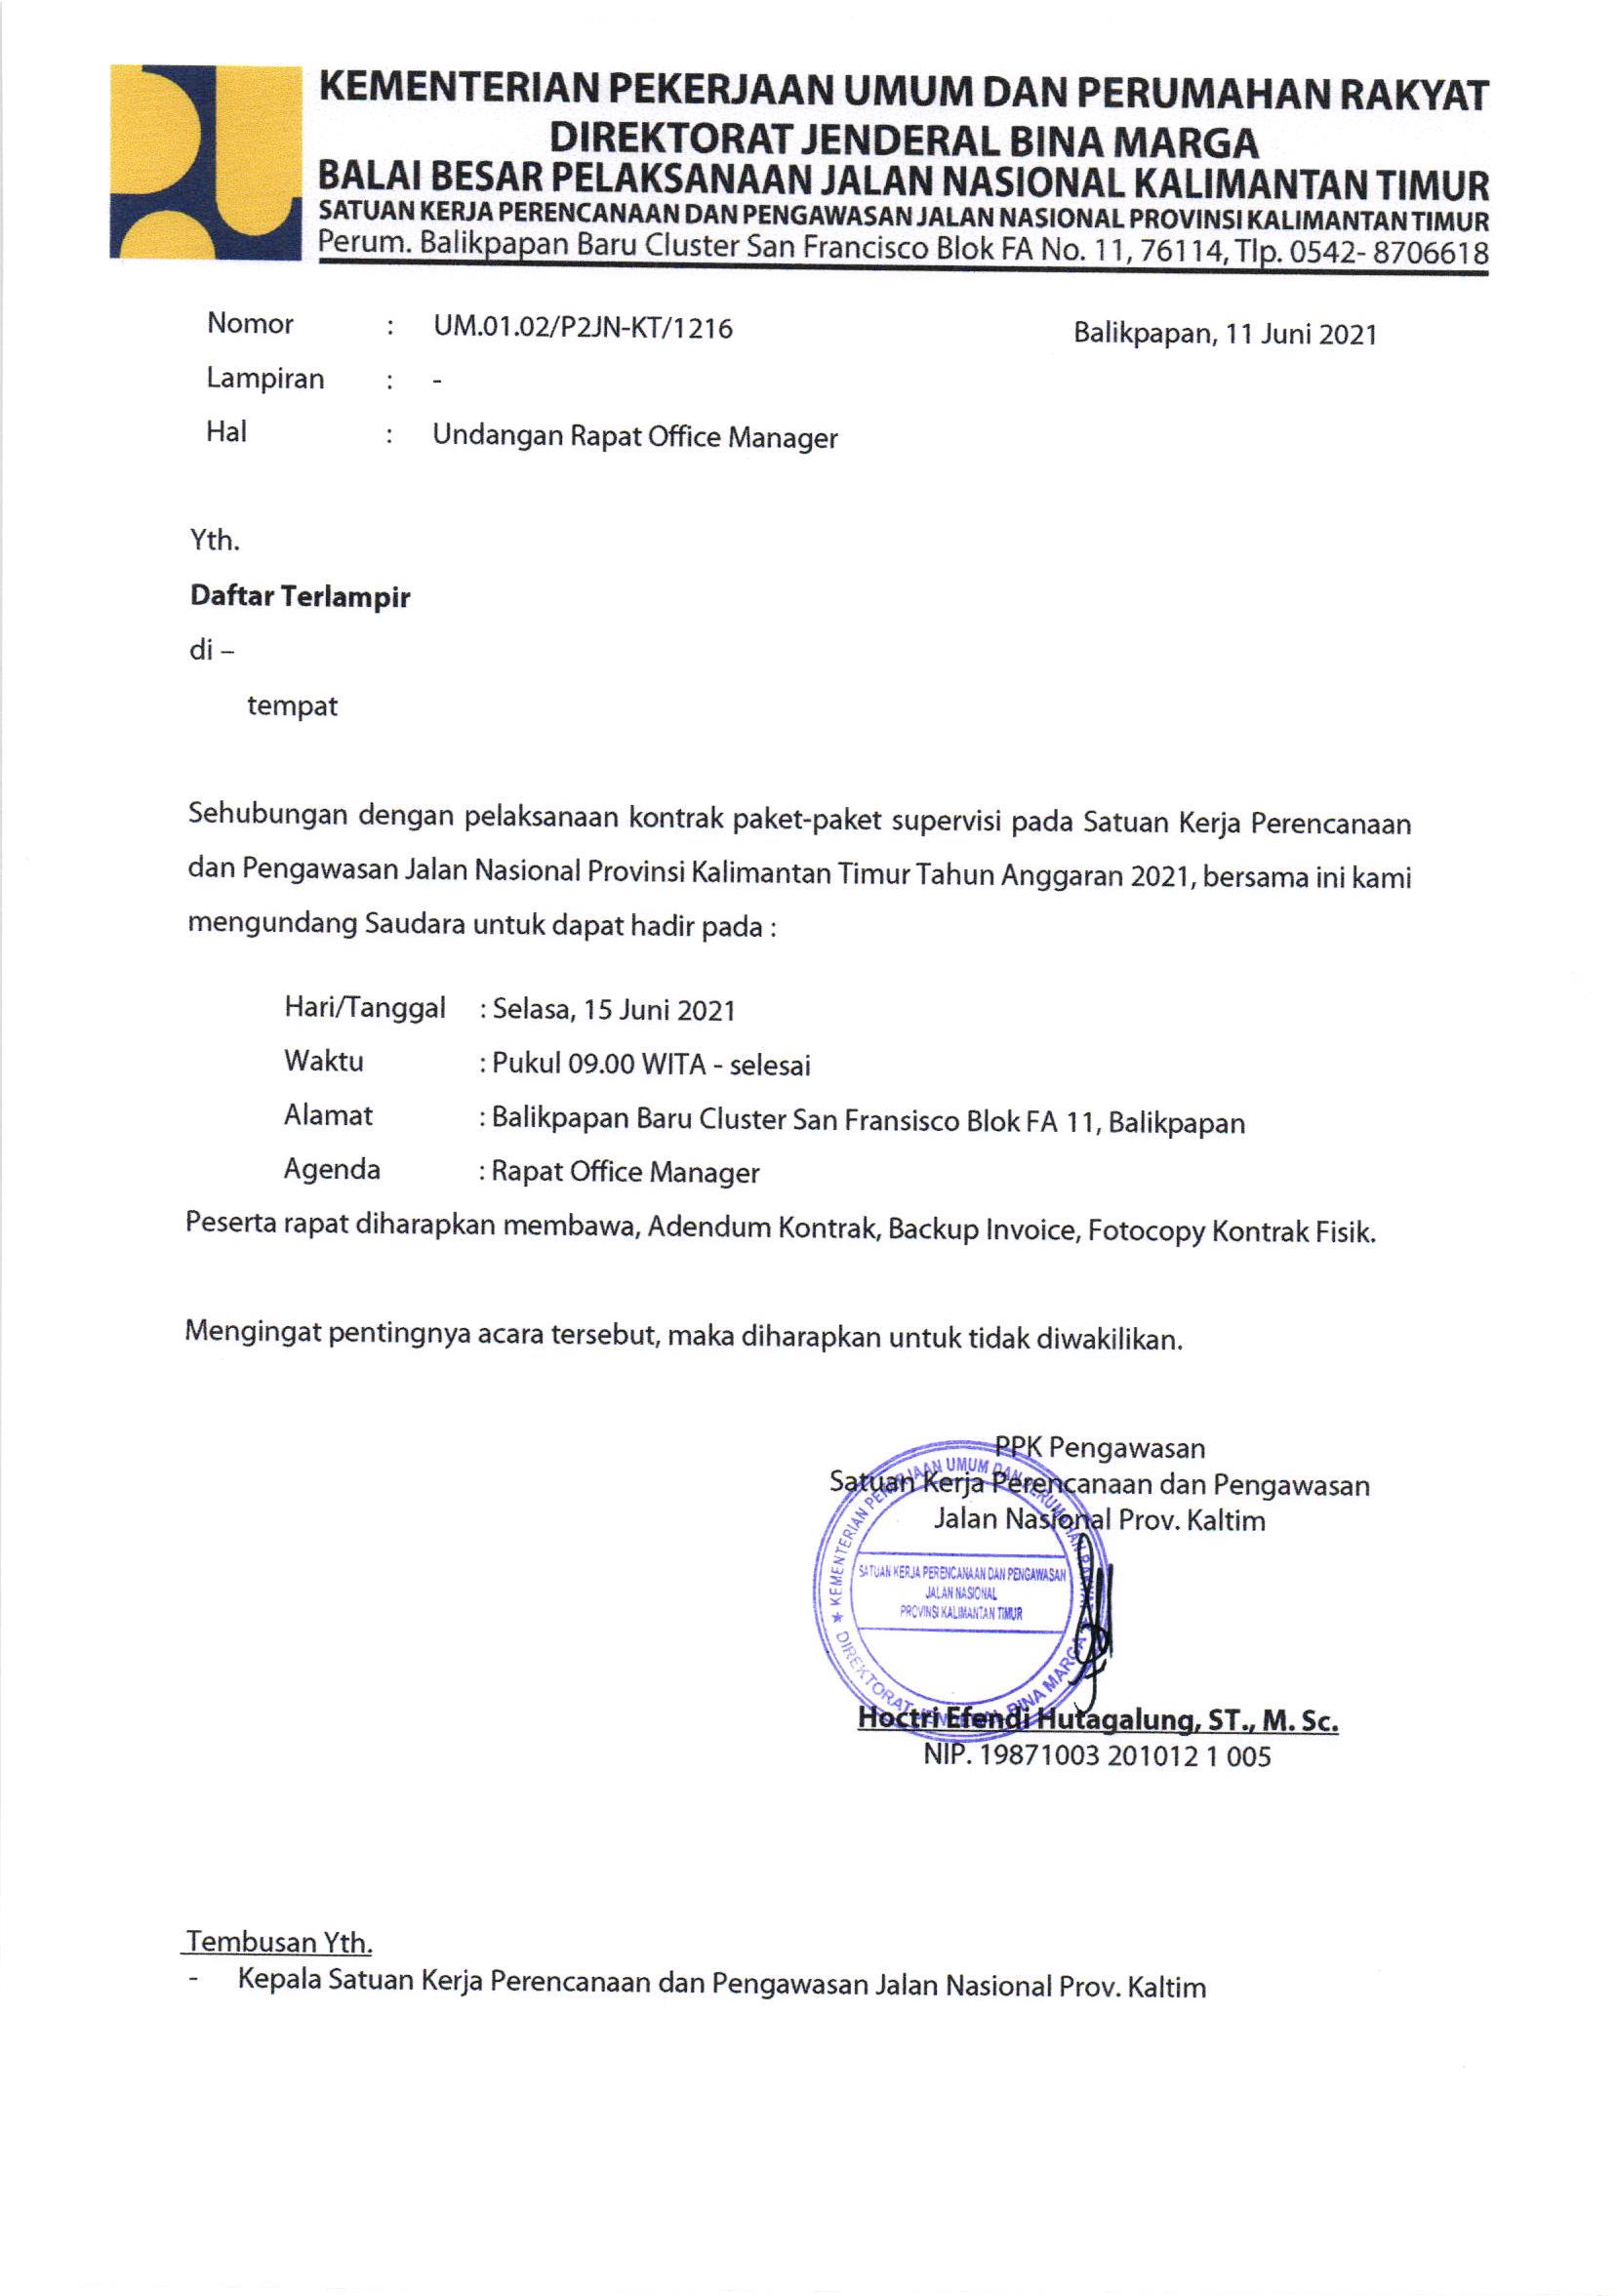 KEMENTERIAN PEKERJAAN UMUM DAN PERUMAHAN RAKYAT
DIREKTORAT JENDERAL BINA MARGA
BALAI BESAR PELAKSANAAN JALAN NASIONAL KALIMANTAN TIMUR
SATUAN KERJA PERENCANAAN DAN PENGAWASAN JALAN NASIONAL PROVINSI KALIMANTAN TIMUR
Perum. Balikpapan Baru Cluster San Francisco Blok FA No. 11, 76114, Tlp. 0542- 8706618
Nomor : UM.01.02/P2JN-KT/1216 Balikpapan, 11 Juni 2021
Lampiran : -
Hal : Undangan Rapat Office Manager
Yth.
Daftar Terlampir
di –
tempat
Sehubungan dengan pelaksanaan kontrak paket-paket supervisi pada Satuan Kerja Perencanaan
dan Pengawasan Jalan Nasional Provinsi Kalimantan Timur Tahun Anggaran 2021, bersama ini kami
mengundang Saudara untuk dapat hadir pada :
Hari/Tanggal : Selasa, 15 Juni 2021
Waktu : Pukul 09.00 WITA - selesai
Alamat : Balikpapan Baru Cluster San Fransisco Blok FA 11, Balikpapan
Agenda : Rapat Office Manager
Peserta rapat diharapkan membawa, Adendum Kontrak, Backup Invoice, Fotocopy Kontrak Fisik.
Mengingat pentingnya acara tersebut, maka diharapkan untuk tidak diwakilikan.
PPK Pengawasan
Satuan Kerja Perencanaan dan Pengawasan
Jalan Nasional Prov. Kaltim
KEMENTERIAN PEKERJAAN UMUM DAN PERUMAHAN RAKYAT
SATUAN KERJA PERENCANAAN DAN PENGAWASAN
JALAN NASIONAL
PROVINSI KALIMANTAN TIMUR
DIREKTORAT JENDERAL BINA MARGA
Hoctri Efendi Hutagalung, ST., M. Sc.
NIP. 19871003 201012 1 005
Tembusan Yth.
- Kepala Satuan Kerja Perencanaan dan Pengawasan Jalan Nasional Prov. Kaltim